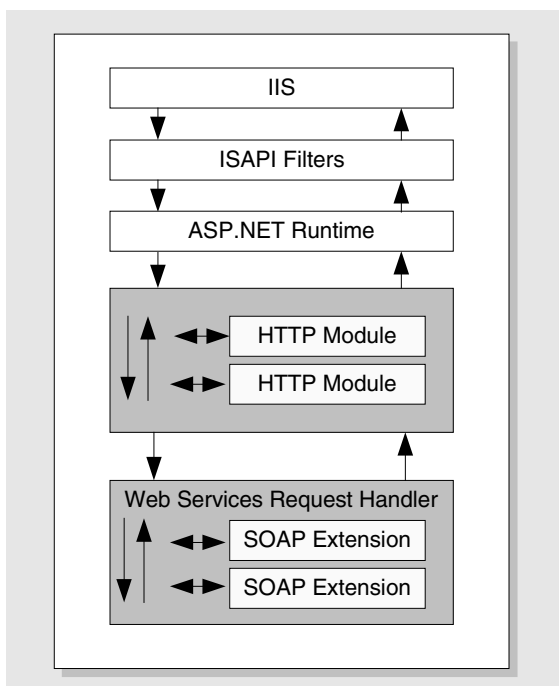 IIS
ISAPI Filters
ASP.NET Runtime
HTTP Module
HTTP Module
Web Services Request Handler
SOAP Extension
SOAP Extension